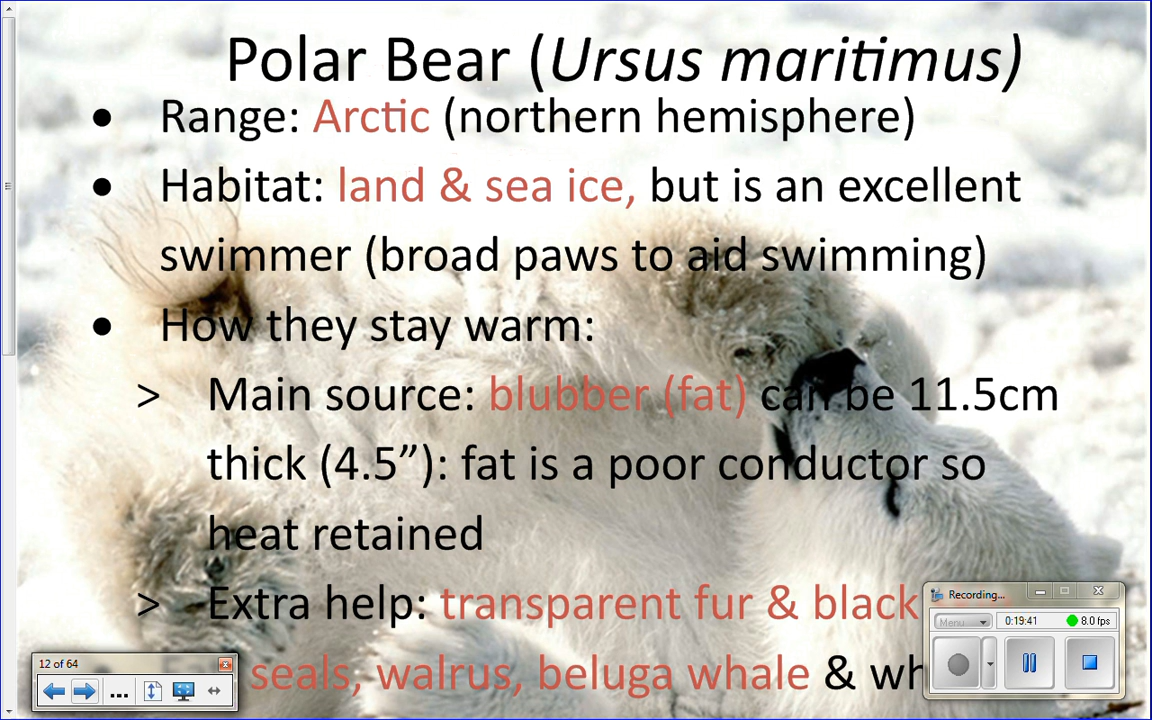 Polar Bear (Ursus maritimus)
• Range: Arctic (northern hemisphere)
• Habitat: land & sea ice, but is an excellent
swimmer (broad paws to aid swimming)
• How they stay warm:
> Main source: blubber (fat) can be 11.5cm
thick (4.5”): fat is a poor conductor so
heat retained
> Extra help: transparent fur & black
seals, walrus, beluga whale &
12 of 64
...
Recording...
Menu
0:19:41
8.0 fps